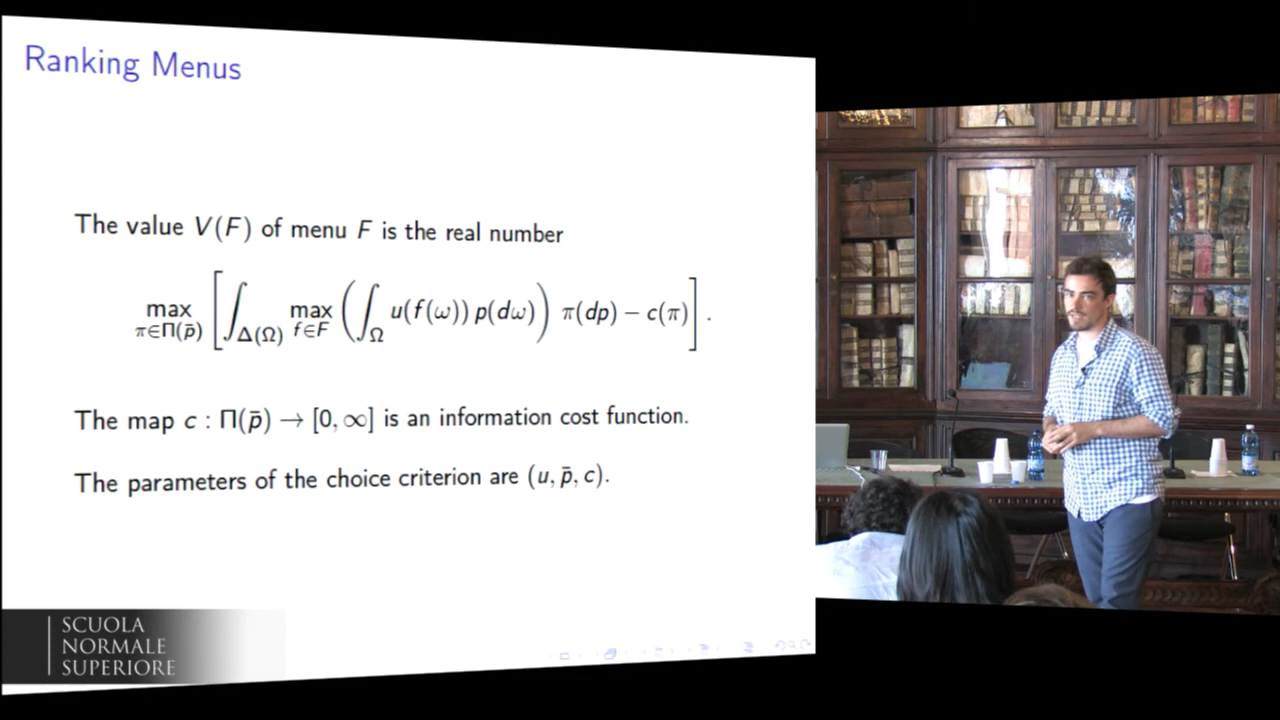 Ranking Menus
The value V(F) of menu F is the real number
max_{π∈Π(p̄)} [ ∫_{Δ(Ω)} max_{f∈F} ( ∫_Ω u(f(ω)) p(dω) ) π(dp) − c(π) ] .
The map c : Π(p̄) → [0, ∞] is an information cost function.
The parameters of the choice criterion are (u, p̄, c).
SCUOLA
NORMALE
SUPERIORE